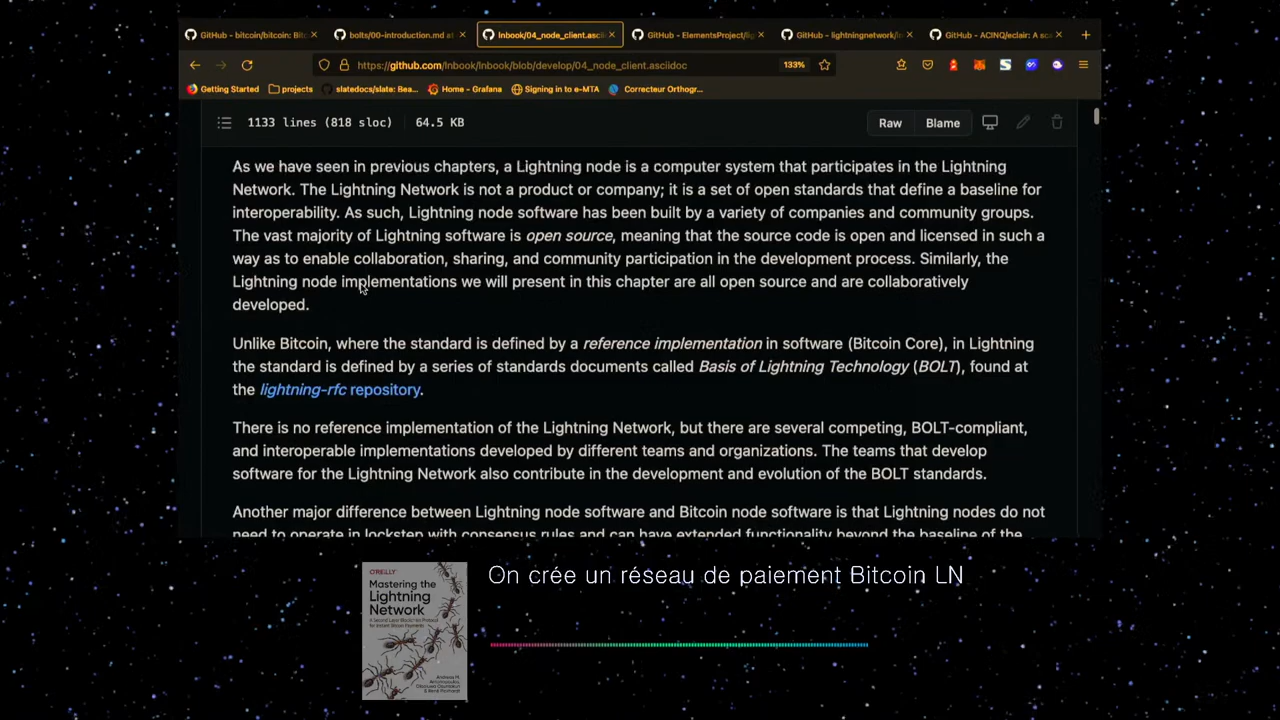 GitHub - bitcoin/bitcoin: Bitc
bolts/00-introduction.md at
lnbook/04_node_client.ascii
GitHub - ElementsProject/lig
GitHub - lightningnetwork/ln
GitHub - ACINQ/eclair: A sca
https://github.com/lnbook/lnbook/blob/develop/04_node_client.asciidoc
133%
Getting Started
projects
slatedocs/slate: Bea...
Home - Grafana
Signing in to e-MTA
Correcteur Orthogr...
1133 lines (818 sloc)
64.5 KB
Raw
Blame
As we have seen in previous chapters, a Lightning node is a computer system that participates in the Lightning
Network. The Lightning Network is not a product or company; it is a set of open standards that define a baseline for
interoperability. As such, Lightning node software has been built by a variety of companies and community groups.
The vast majority of Lightning software is open source, meaning that the source code is open and licensed in such a
way as to enable collaboration, sharing, and community participation in the development process. Similarly, the
Lightning node implementations we will present in this chapter are all open source and are collaboratively
developed.
Unlike Bitcoin, where the standard is defined by a reference implementation in software (Bitcoin Core), in Lightning
the standard is defined by a series of standards documents called Basis of Lightning Technology (BOLT), found at
the lightning-rfc repository.
There is no reference implementation of the Lightning Network, but there are several competing, BOLT-compliant,
and interoperable implementations developed by different teams and organizations. The teams that develop
software for the Lightning Network also contribute in the development and evolution of the BOLT standards.
Another major difference between Lightning node software and Bitcoin node software is that Lightning nodes do not
need to operate in lockstep with consensus rules and can have extended functionality beyond the baseline of the
O'REILLY
Mastering the
Lightning
Network
A Second Layer Blockchain Protocol
for Instant Bitcoin Payments
Andreas M.
Antonopoulos,
Olaoluwa Osuntokun
& René Pickhardt
On crée un réseau de paiement Bitcoin LN